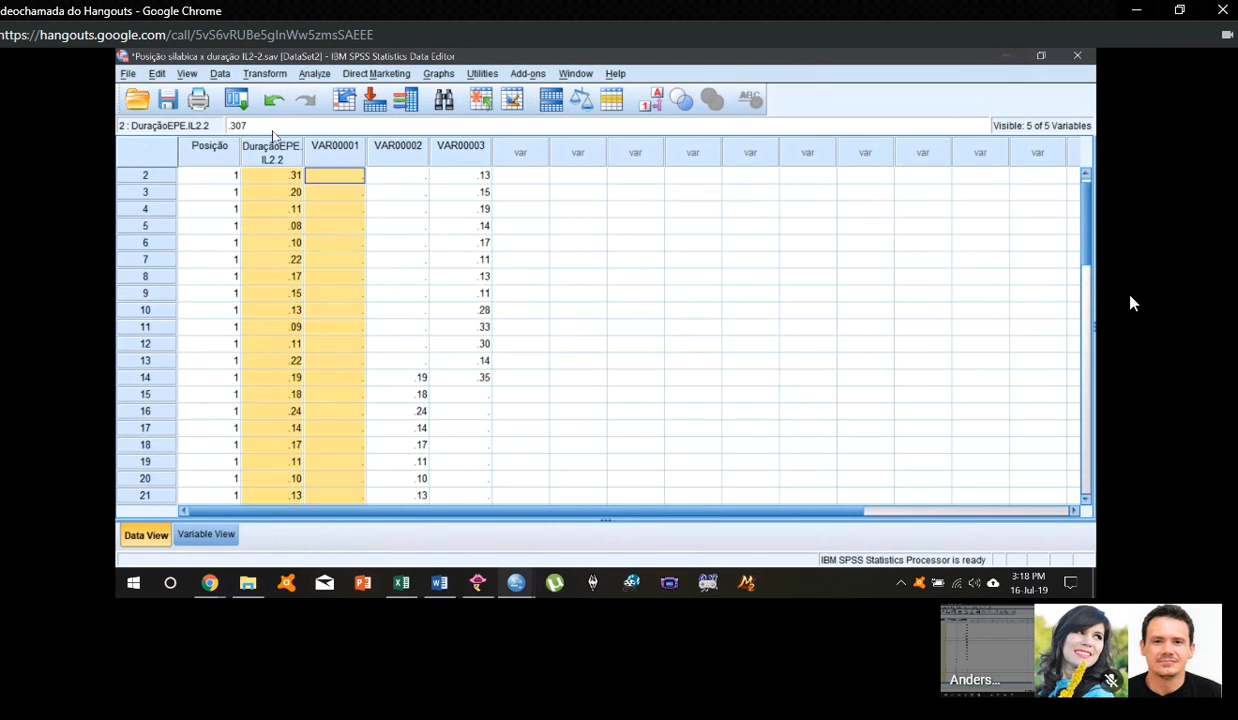 deochamada do Hangouts - Google Chrome
https://hangouts.google.com/call/5vS6vRUBe5gInWw5zmsSAEEE
*Posição silabica x duração IL2-2.sav [DataSet2] - IBM SPSS Statistics Data Editor
File Edit View Data Transform Analyze Direct Marketing Graphs Utilities Add-ons Window Help
2 : DuraçãoEPE.IL2.2 .307 Visible: 5 of 5 Variables
Posição DuraçãoEPE. VAR00001 VAR00002 VAR00003 var var var var var var var var var var
IL2.2
2 1 .31 . . .13
3 1 .20 . . .15
4 1 .11 . . .19
5 1 .08 . . .14
6 1 .10 . . .17
7 1 .22 . . .11
8 1 .17 . . .13
9 1 .15 . . .11
10 1 .13 . . .28
11 1 .09 . . .33
12 1 .11 . . .30
13 1 .22 . . .14
14 1 .19 . .19 .35
15 1 .18 . .18 .
16 1 .24 . .24 .
17 1 .14 . .14 .
18 1 .17 . .17 .
19 1 .11 . .11 .
20 1 .10 . .10 .
21 1 .13 . .13 .
Data View Variable View
IBM SPSS Statistics Processor is ready
3:18 PM
16-Jul-19
Anders...